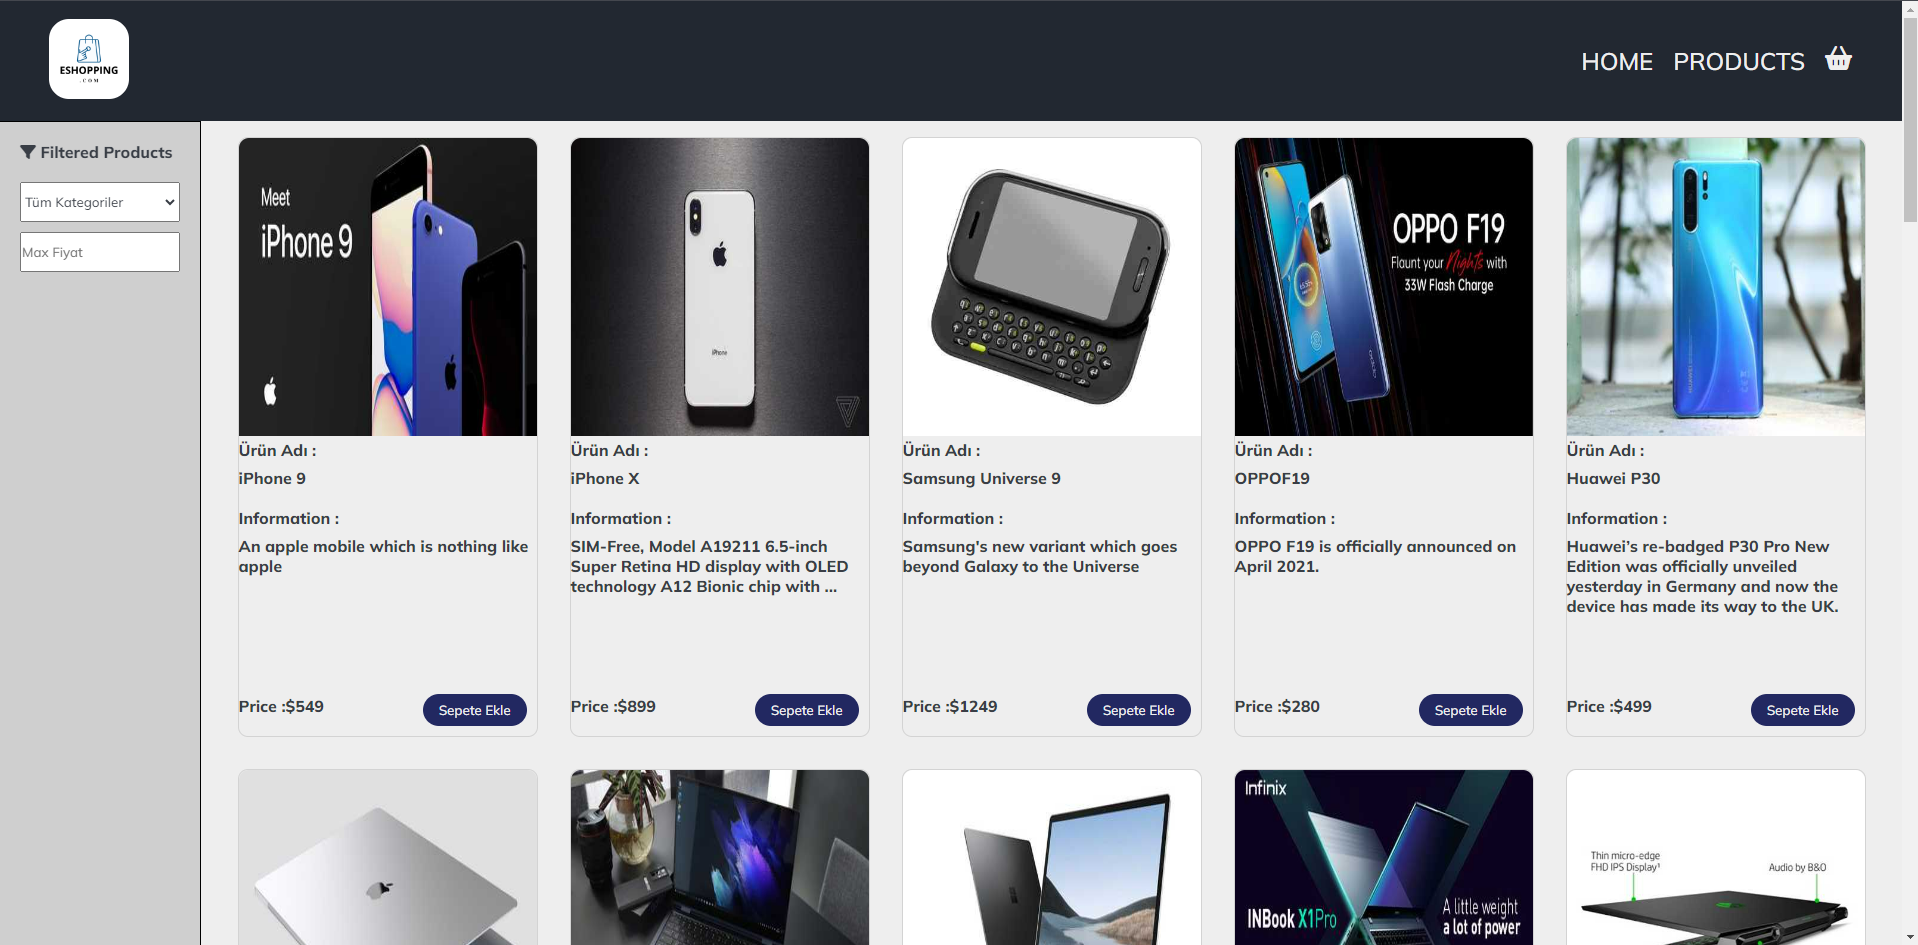 ESHOPPING
.COM
HOME
PRODUCTS
Filtered Products
Tüm Kategoriler
Max Fiyat
Meet
iPhone 9
iPhone
OPPO F19
Flaunt your Nights with
33W Flash Charge
Ürün Adı :
iPhone 9
Information :
An apple mobile which is nothing like
apple
Price :$549
Sepete Ekle
Ürün Adı :
iPhone X
Information :
SIM-Free, Model A19211 6.5-inch
Super Retina HD display with OLED
technology A12 Bionic chip with ...
Price :$899
Sepete Ekle
Ürün Adı :
Samsung Universe 9
Information :
Samsung's new variant which goes
beyond Galaxy to the Universe
Price :$1249
Sepete Ekle
Ürün Adı :
OPPOF19
Information :
OPPO F19 is officially announced on
April 2021.
Price :$280
Sepete Ekle
Ürün Adı :
Huawei P30
Information :
Huawei’s re-badged P30 Pro New
Edition was officially unveiled
yesterday in Germany and now the
device has made its way to the UK.
Price :$499
Sepete Ekle
Infinix
INBook X1Pro
A little weight
a lot of power
Thin micro-edge
FHD IPS Display¹
Audio by B&O